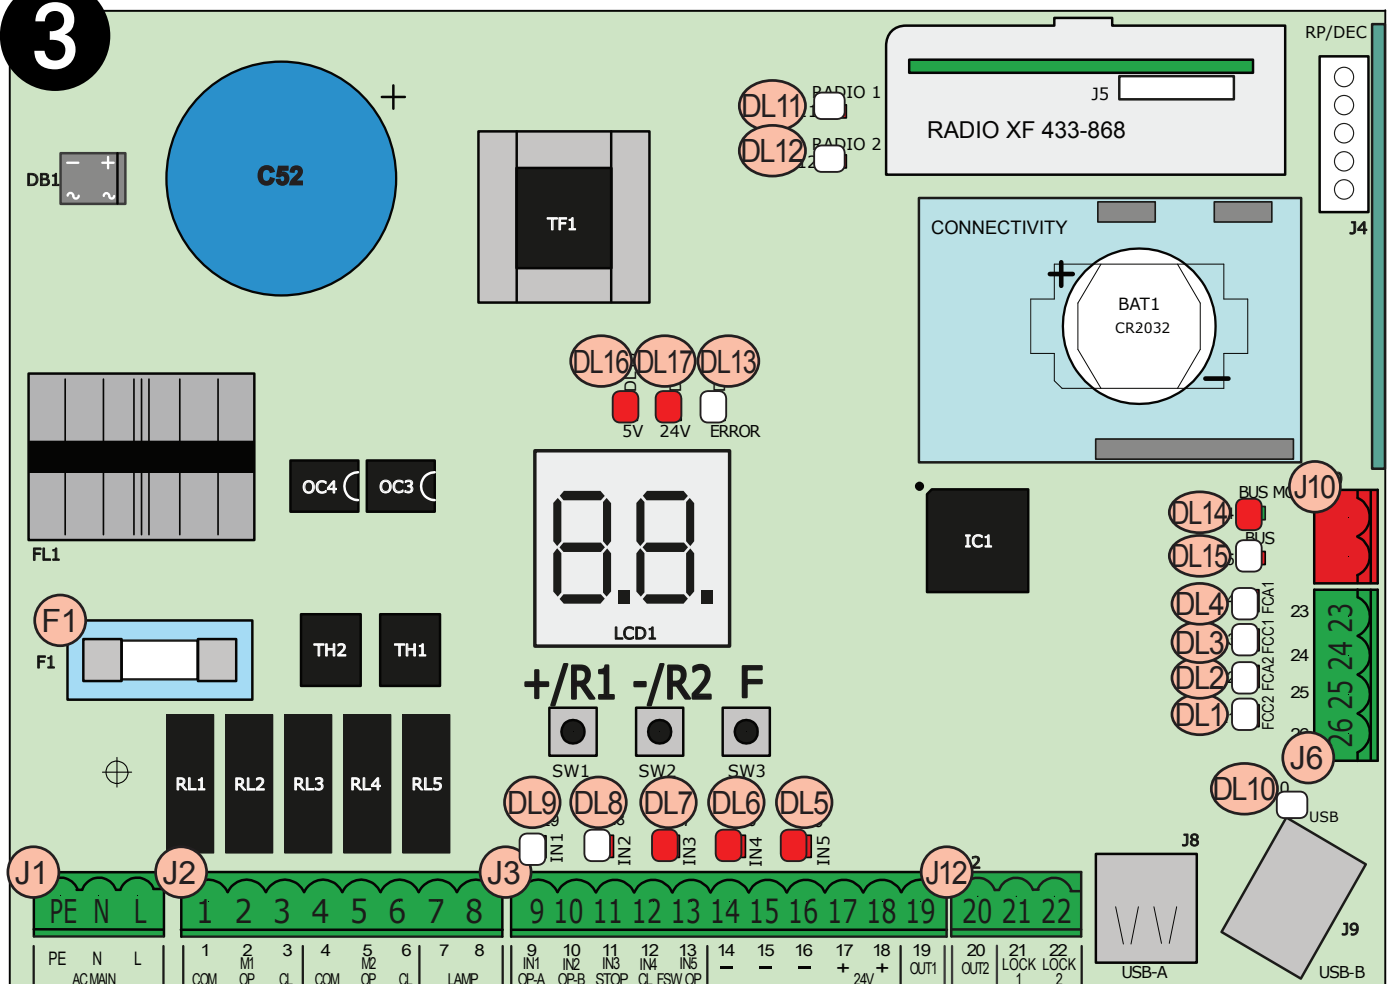 3
RP/DEC
DL11
RADIO 1
J5
RADIO XF 433-868
DL12
RADIO 2
J4
DB1
C52
TF1
CONNECTIVITY
BAT1
CR2032
DL16
DL17
DL13
5V
24V
ERROR
OC4
OC3
FL1
LCD1
IC1
BUS
J10
DL14
DL15
BUS
DL4
FCA1
23
23
DL3
FCC1
24
24
DL2
FCA2
25
25
DL1
FCC2
26
J6
F1
F1
TH2
TH1
+/R1 -/R2 F
SW1
SW2
SW3
RL1
RL2
RL3
RL4
RL5
DL9
DL8
DL7
DL6
DL5
IN1
IN2
IN3
IN4
IN5
DL10
USB
J8
J9
USB-A
USB-B
J1
J2
J3
J12
PE N L
1 2 3 4 5 6 7 8
9 10 11 12 13 14 15 16 17 18 19
20 21 22
PE N L
AC MAIN
1 2 3 4 5 6 7 8
M1
M2
COM OP CL COM OP CL LAMP
9 10 11 12 13 14 15 16 17 18 19 20 21 22
IN1 IN2 IN3 IN4 IN5 - - - + + OUT1 OUT2 LOCK LOCK
OP-A OP-B STOP CL FSW OP 24V 1 2